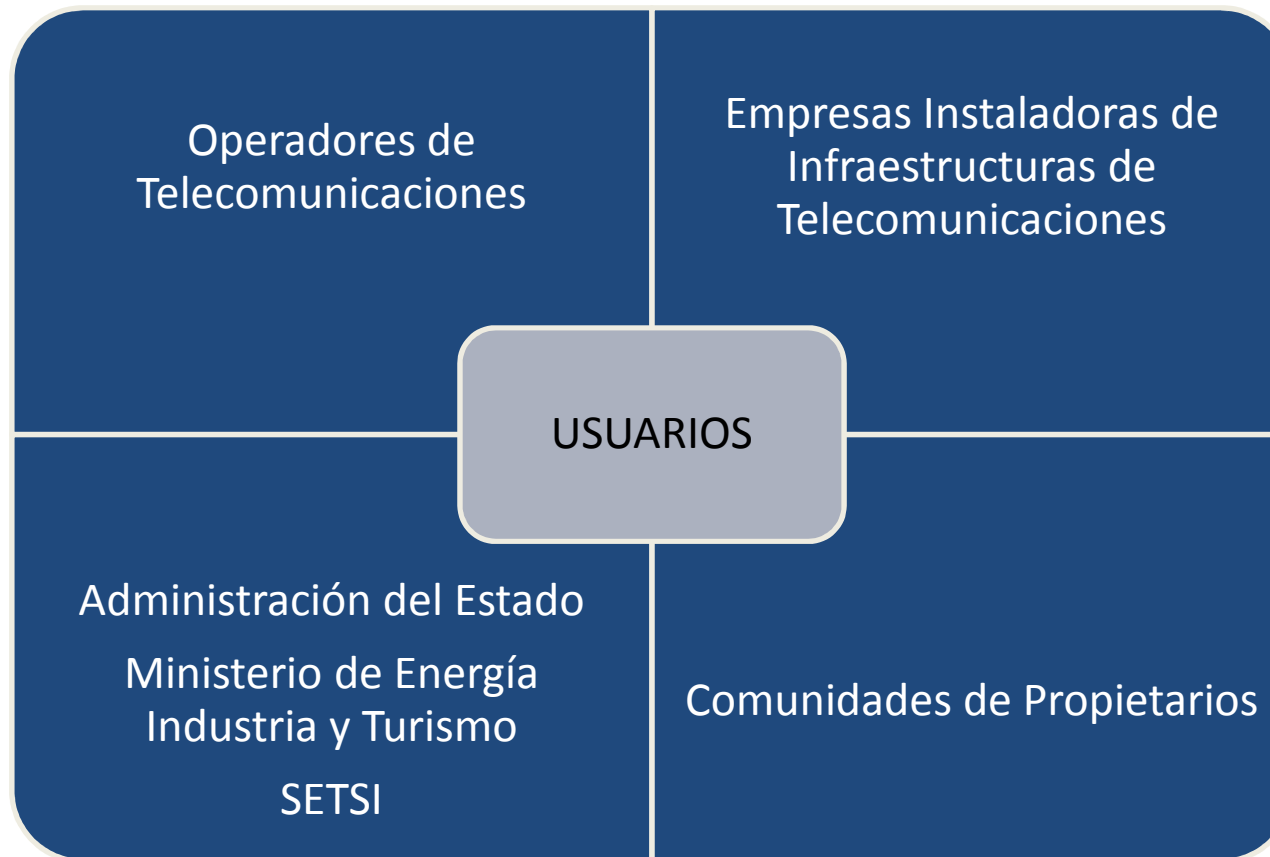 Operadores de
Telecomunicaciones
Empresas Instaladoras de
Infraestructuras de
Telecomunicaciones
USUARIOS
Administración del Estado
Ministerio de Energía
Industria y Turismo
SETSI
Comunidades de Propietarios